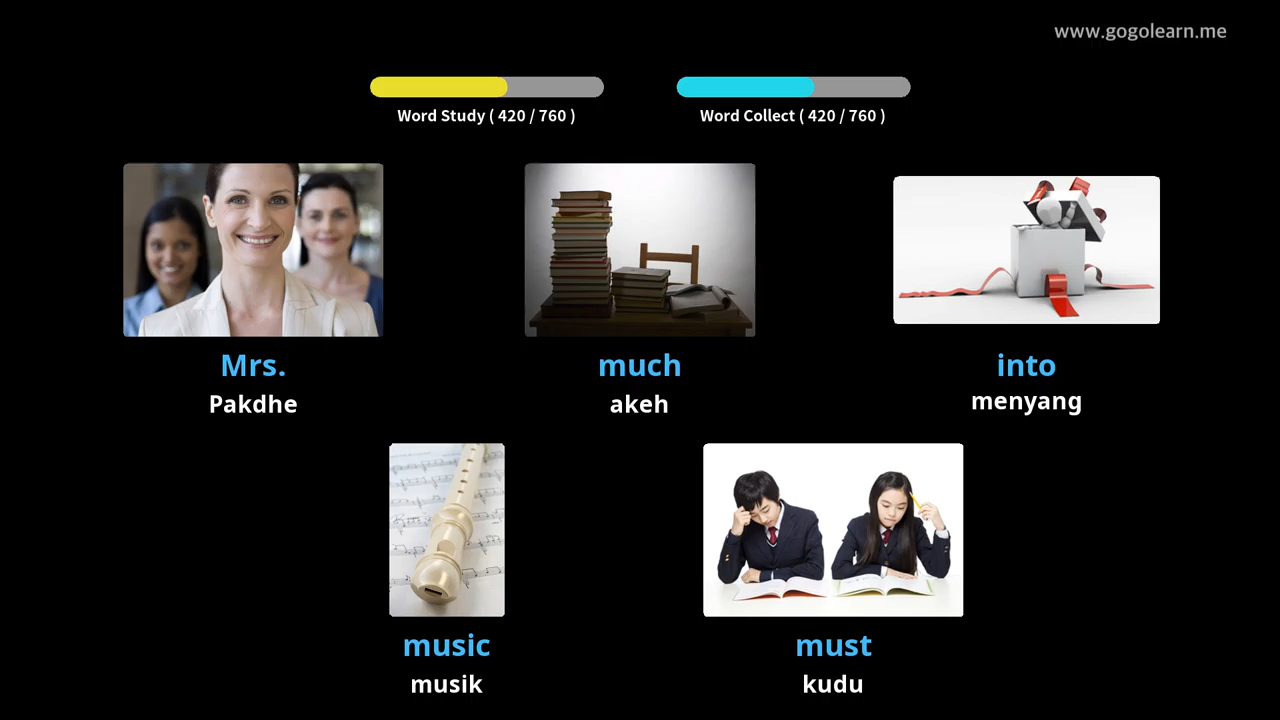 www.gogolearn.me
Word Study ( 420 / 760 )
Word Collect ( 420 / 760 )
Mrs.
Pakdhe
much
akeh
into
menyang
music
musik
must
kudu